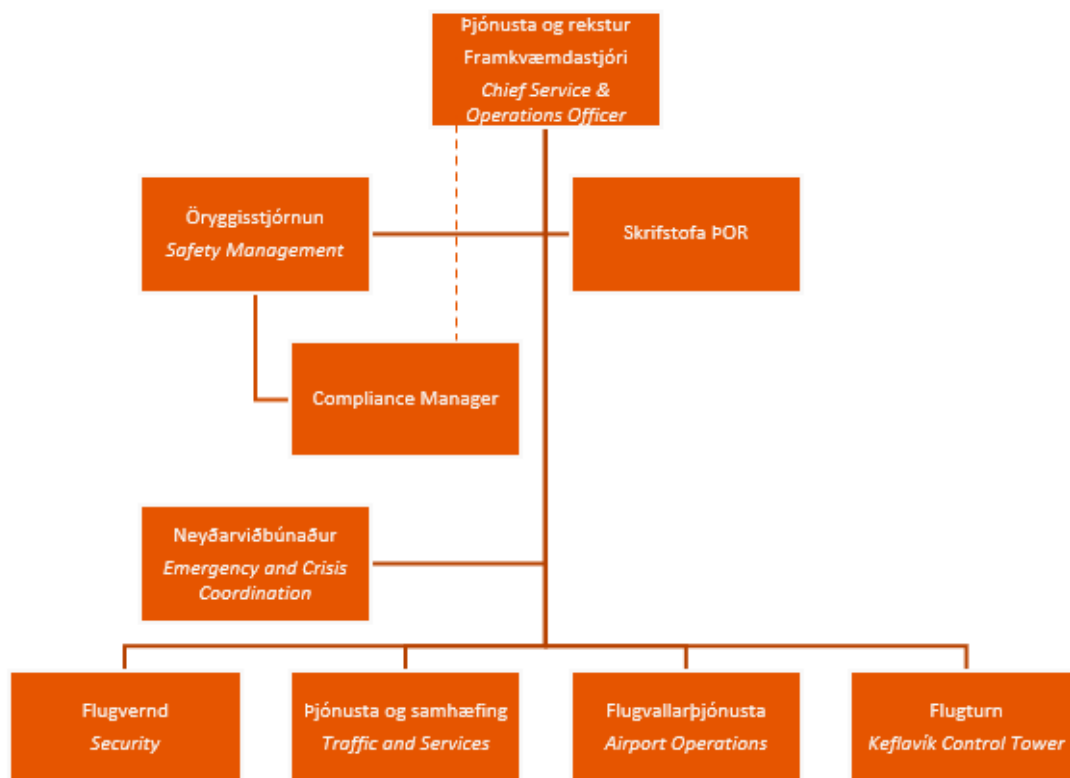 Þjónusta og rekstur
Framkvæmdastjóri
Chief Service &
Operations Officer
Öryggisstjórnun
Safety Management
Skrifstofa ÞOR
Compliance Manager
Neyðarviðbúnaður
Emergency and Crisis
Coordination
Flugvernd
Security
Þjónusta og samhæfing
Traffic and Services
Flugvallarþjónusta
Airport Operations
Flugturn
Keflavík Control Tower